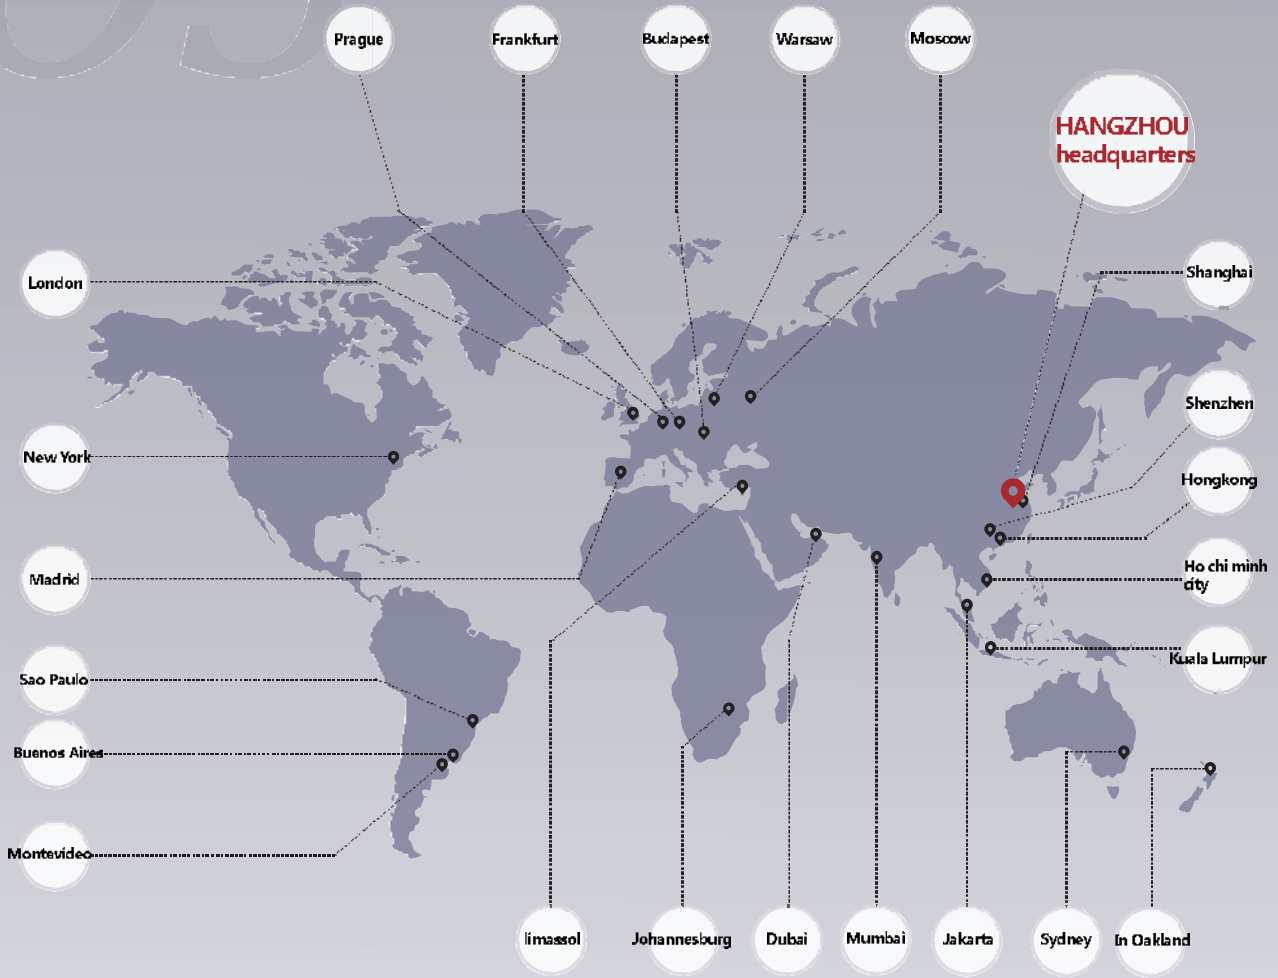 03
Prague
Frankfurt
Budapest
Warsaw
Moscow
HANGZHOU
headquarters
London
Shanghai
Shenzhen
New York
Hongkong
Madrid
Ho chi minh
city
Sao Paulo
Kuala Lumpur
Buenos Aires
Montevideo
limassol
Johannesburg
Dubai
Mumbai
Jakarta
Sydney
In Oakland